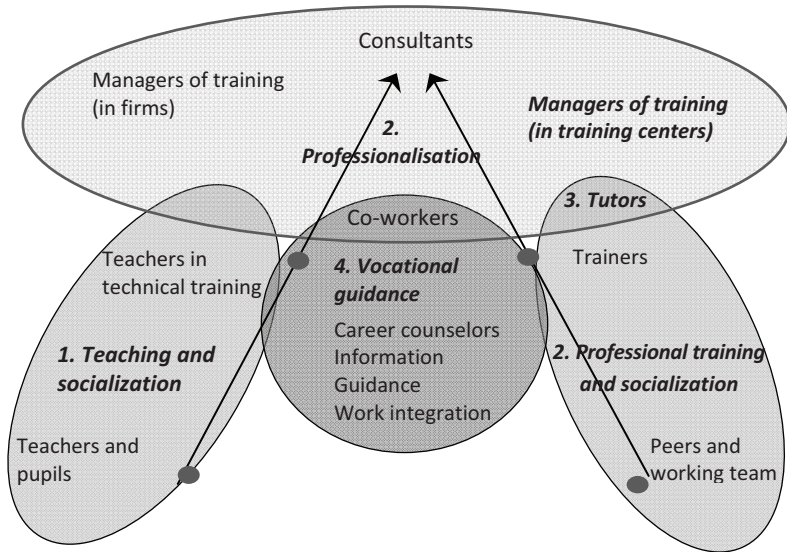 Consultants
Managers of training
(in firms)
Managers of training
(in training centers)
2.
Professionalisation
3. Tutors
Co-workers
Teachers in
technical training
4. Vocational
guidance
Trainers
Career counselors
Information
Guidance
Work integration
1. Teaching and
socialization
2. Professional training
and socialization
Teachers and
pupils
Peers and
working team